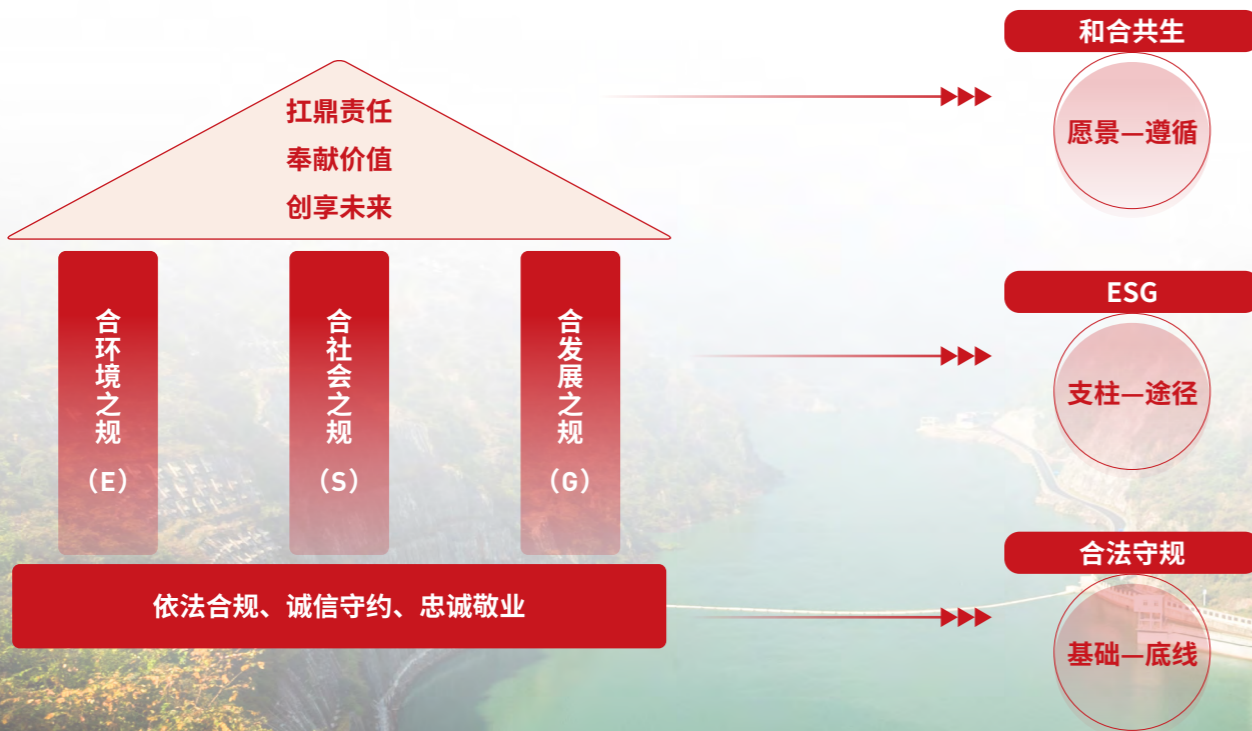 和合共生
扛鼎责任
奉献价值
创享未来
愿景—遵循
合环境之规
（E）
合社会之规
（S）
合发展之规
（G）
ESG
支柱—途径
依法合规、诚信守约、忠诚敬业
合法守规
基础—底线